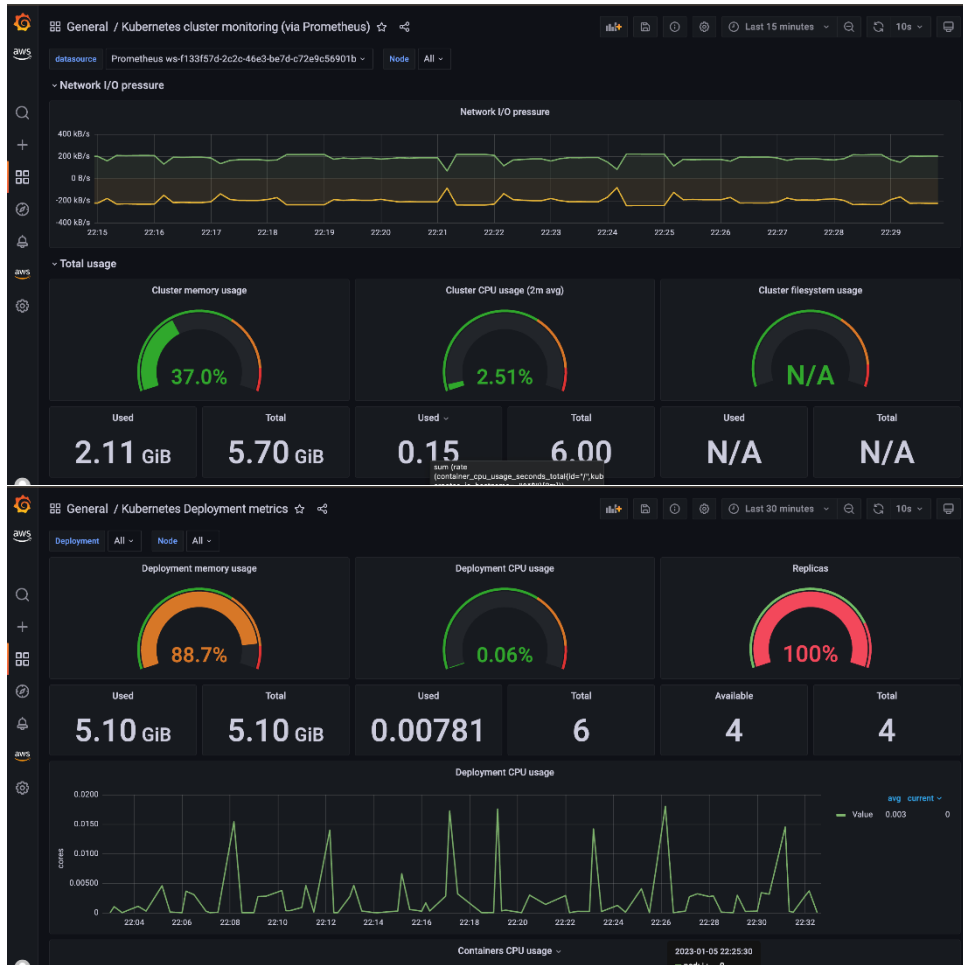 General / Kubernetes cluster monitoring (via Prometheus)
Last 15 minutes
10s
aws
datasource
Prometheus ws-f133f57d-2c2c-46e3-be7d-c72e9c56901b
Node
All
Network I/O pressure
Network I/O pressure
400 kB/s
200 kB/s
0 B/s
-200 kB/s
-400 kB/s
22:15 22:16 22:17 22:18 22:19 22:20 22:21 22:22 22:23 22:24 22:25 22:26 22:27 22:28 22:29
Total usage
aws
Cluster memory usage
Cluster CPU usage (2m avg)
Cluster filesystem usage
37.0%
2.51%
N/A
Used
Total
Used
Total
Used
Total
2.11 GiB
5.70 GiB
0.15
6.00
N/A
N/A
sum (rate
(container_cpu_usage_seconds_total{id="/",kub
General / Kubernetes Deployment metrics
Last 30 minutes
10s
aws
Deployment
All
Node
All
Deployment memory usage
Deployment CPU usage
Replicas
88.7%
0.06%
100%
Used
Total
Used
Total
Available
Total
5.10 GiB
5.10 GiB
0.00781
6
4
4
aws
Deployment CPU usage
0.0200
0.0150
0.0100
0.00500
0
cores
22:04 22:06 22:08 22:10 22:12 22:14 22:16 22:18 22:20 22:22 22:24 22:26 22:28 22:30 22:32
avg current
Value 0.003 0
Containers CPU usage
2023-01-05 22:25:30